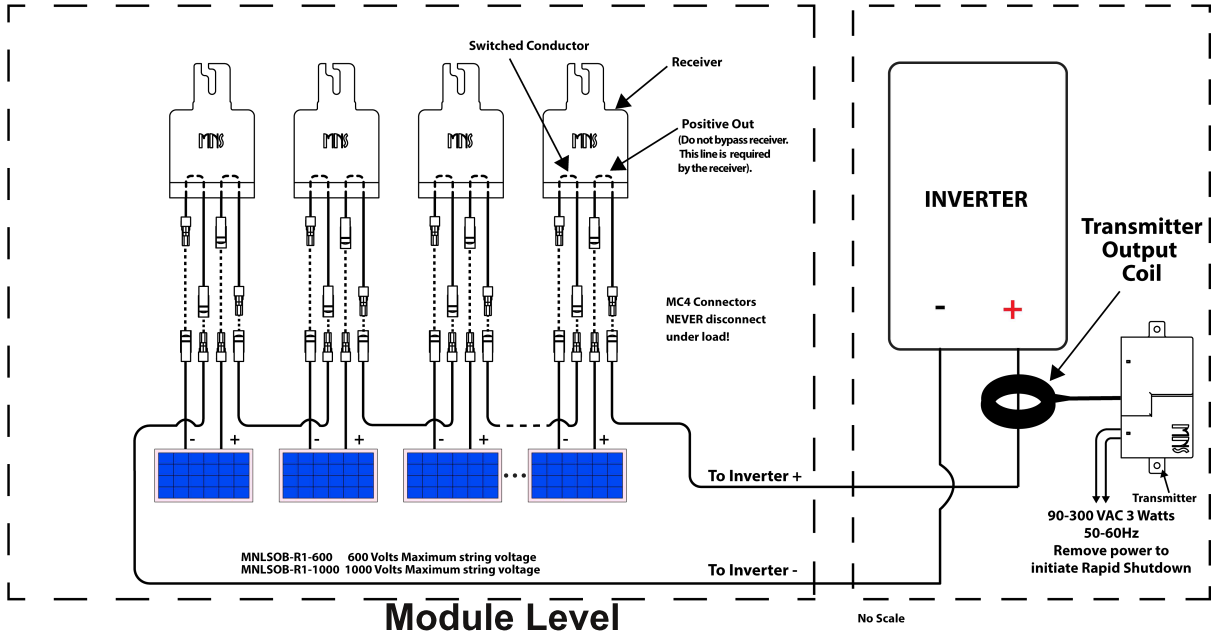 Switched Conductor
Receiver
MNS
MNS
MNS
MNS
Positive Out
(Do not bypass receiver.
This line is required
by the receiver).
INVERTER
Transmitter
Output
Coil
- +
MC4 Connectors
NEVER disconnect
under load!
- +
- +
- +
- +
MNS
To Inverter +
Transmitter
90-300 VAC 3 Watts
50-60Hz
Remove power to
initiate Rapid Shutdown
MNLSOB-R1-600 600 Volts Maximum string voltage
MNLSOB-R1-1000 1000 Volts Maximum string voltage
To Inverter -
Module Level
No Scale